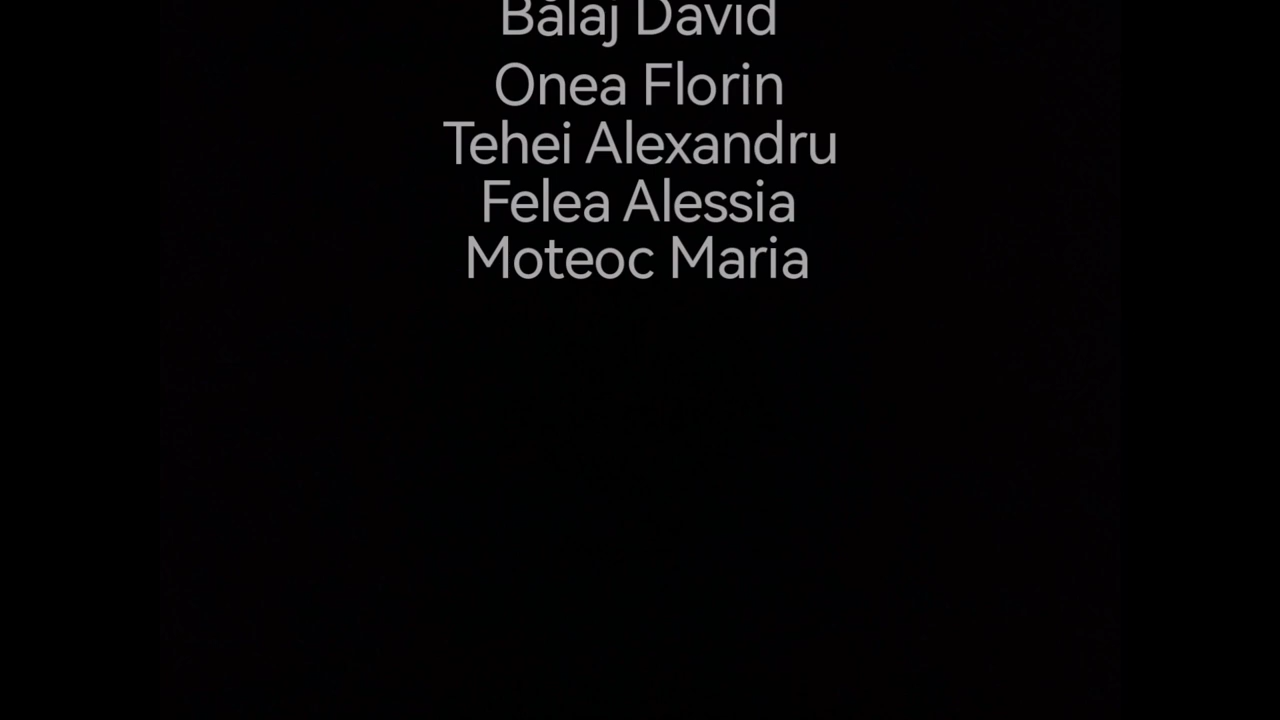 Bălaj David
Onea Florin
Tehei Alexandru
Felea Alessia
Moteoc Maria